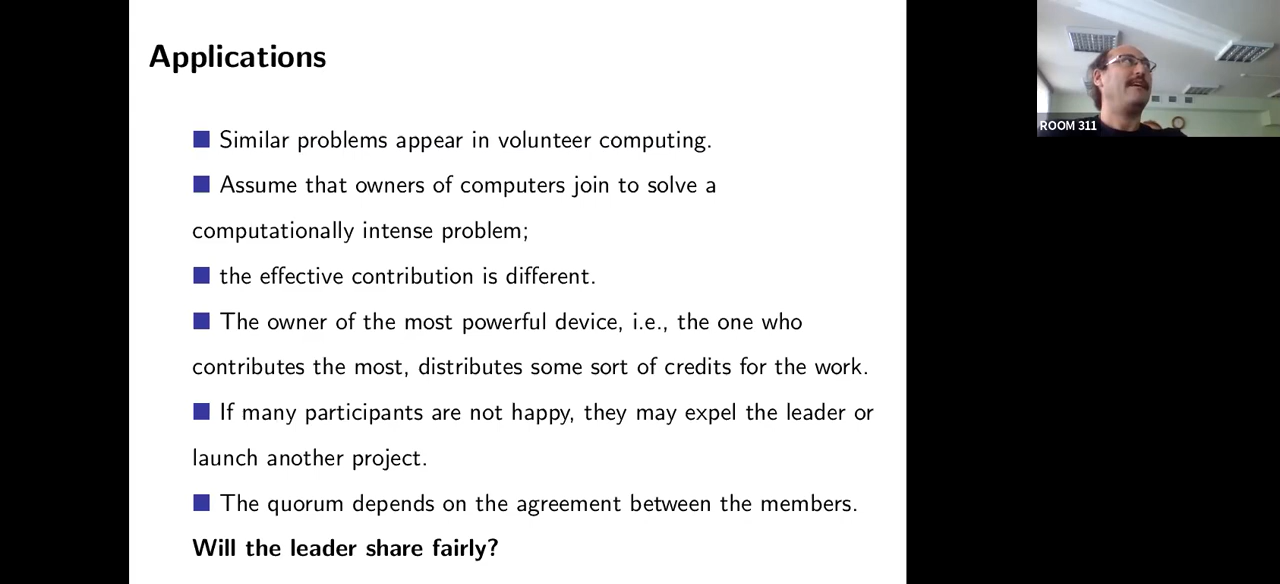 Applications
Similar problems appear in volunteer computing.
Assume that owners of computers join to solve a
computationally intense problem;
the effective contribution is different.
The owner of the most powerful device, i.e., the one who
contributes the most, distributes some sort of credits for the work.
If many participants are not happy, they may expel the leader or
launch another project.
The quorum depends on the agreement between the members.
Will the leader share fairly?
ROOM 311